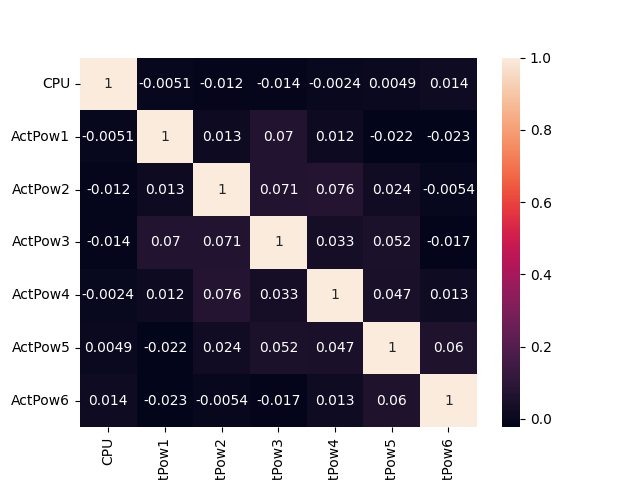 CPU 1 -0.0051 -0.012 -0.014 -0.0024 0.0049 0.014
ActPow1 -0.0051 1 0.013 0.07 0.012 -0.022 -0.023
ActPow2 -0.012 0.013 1 0.071 0.076 0.024 -0.0054
ActPow3 -0.014 0.07 0.071 1 0.033 0.052 -0.017
ActPow4 -0.0024 0.012 0.076 0.033 1 0.047 0.013
ActPow5 0.0049 -0.022 0.024 0.052 0.047 1 0.06
ActPow6 0.014 -0.023 -0.0054 -0.017 0.013 0.06 1
CPU
tPow1
tPow2
tPow3
tPow4
tPow5
tPow6
1.0
0.8
0.6
0.4
0.2
0.0